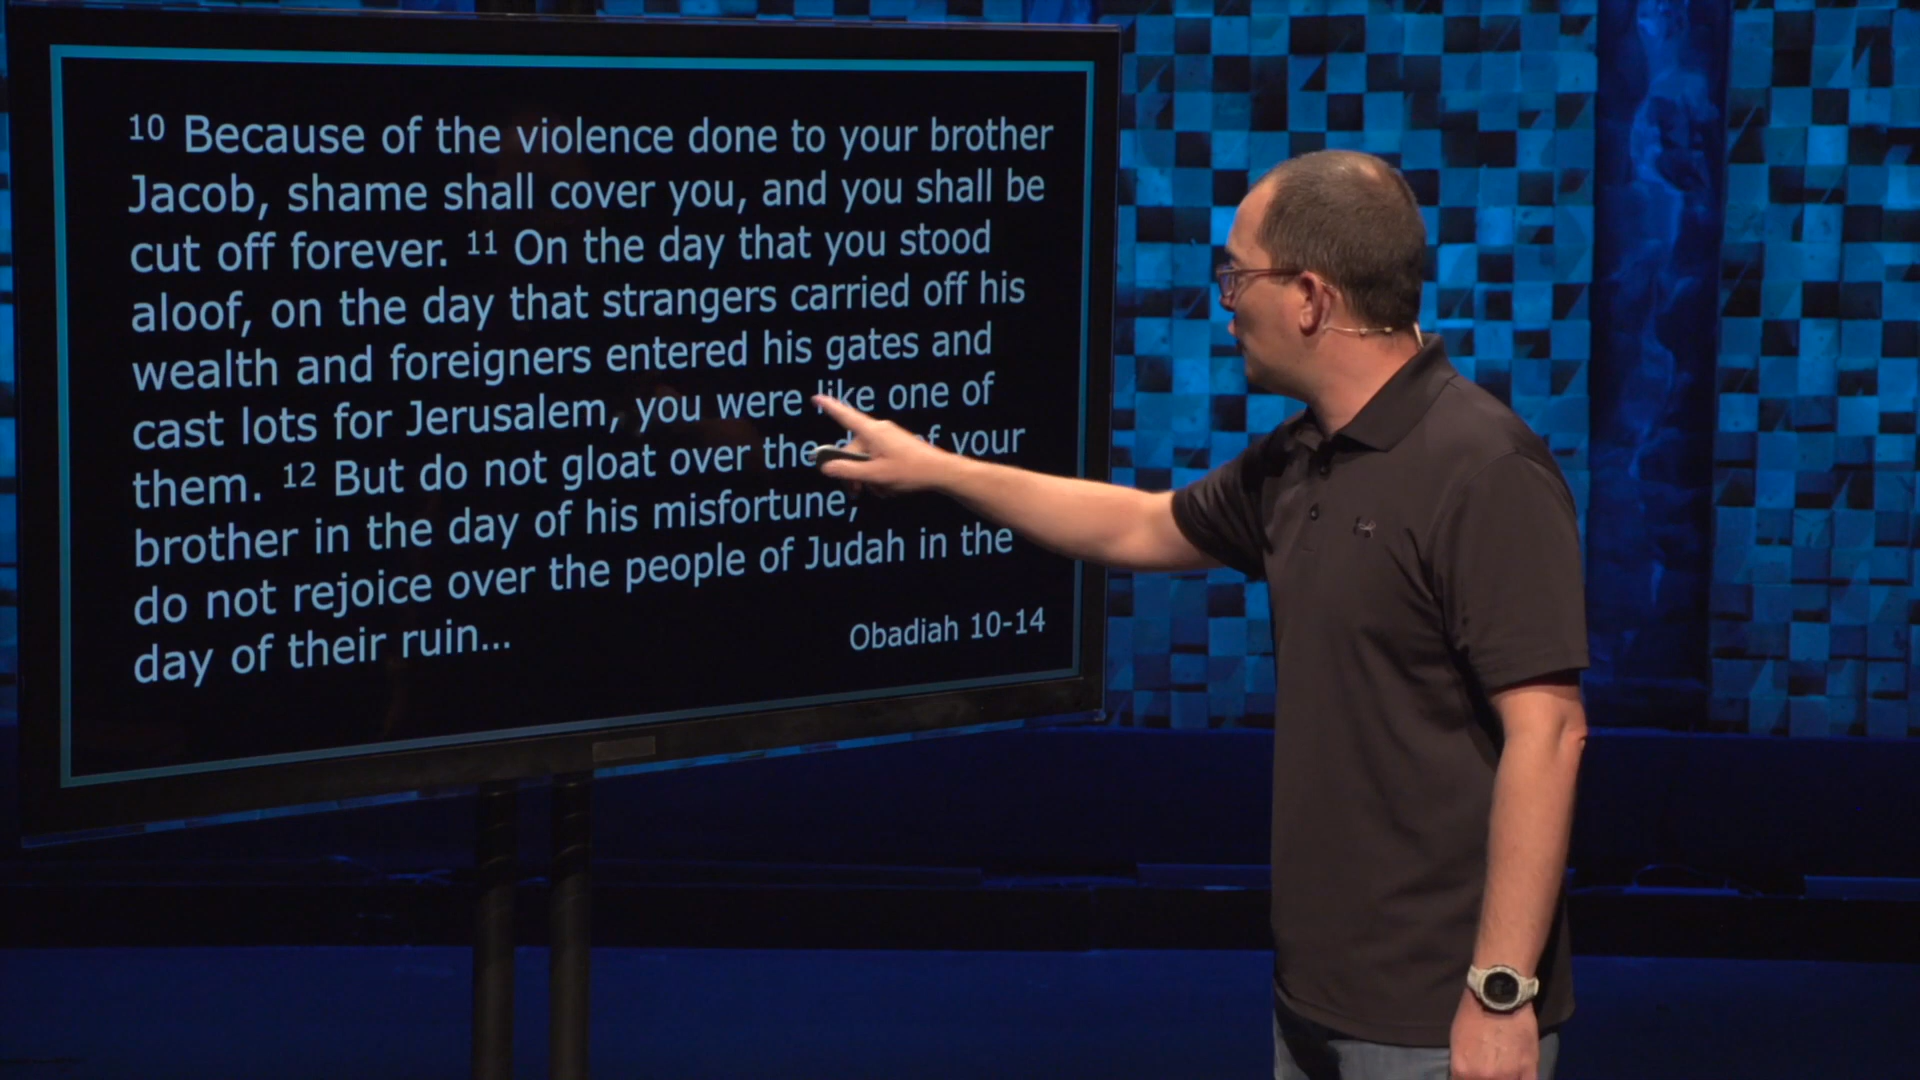 10 Because of the violence done to your brother
Jacob, shame shall cover you, and you shall be
cut off forever. 11 On the day that you stood
aloof, on the day that strangers carried off his
wealth and foreigners entered his gates and
cast lots for Jerusalem, you were like one of
them. 12 But do not gloat over the of your
brother in the day of his misfortune,
do not rejoice over the people of Judah in the
day of their ruin...
Obadiah 10-14